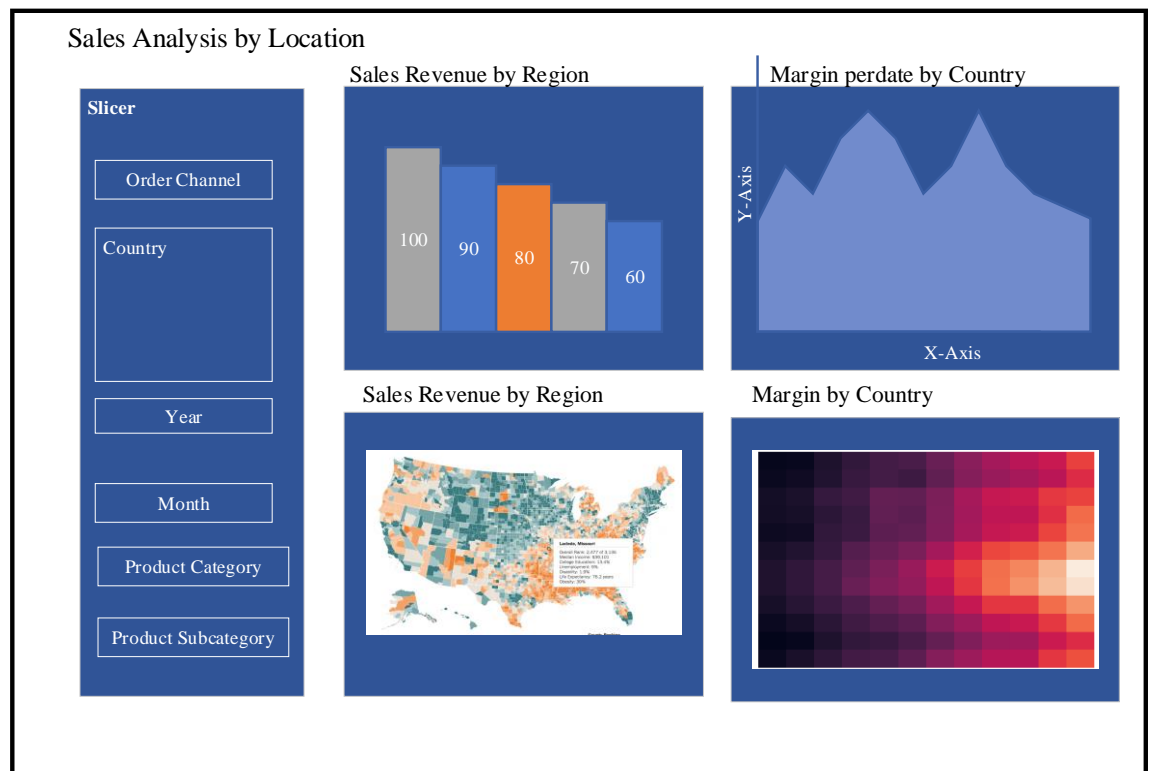 Sales Analysis by Location
Slicer
Order Channel
Country
Year
Month
Product Category
Product Subcategory
Sales Revenue by Region
100
90
80
70
60
Margin perdate by Country
Y-Axis
X-Axis
Sales Revenue by Region
Margin by Country